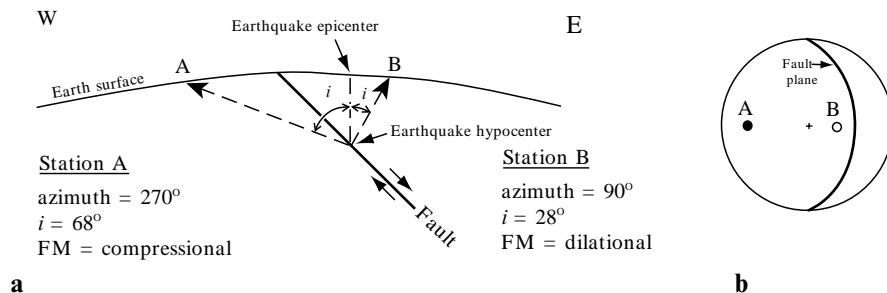 W
Earthquake epicenter
E
A
B
Earth surface
i
i
Fault
plane
A
B
Earthquake hypocenter
Station A
azimuth = 270°
i = 68°
FM = compressional
Fault
Station B
azimuth = 90°
i = 28°
FM = dilational
a
b